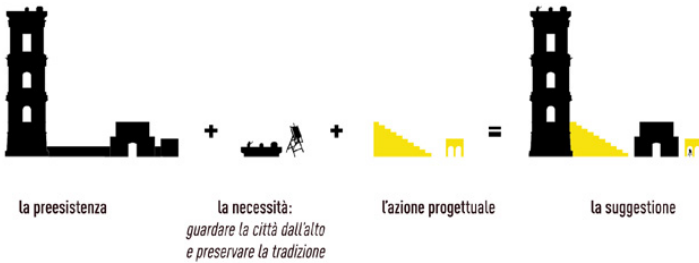 + + =
la preesistenza
la necessità:
guardare la città dall'alto
e preservare la tradizione
l'azione progettuale
la suggestione